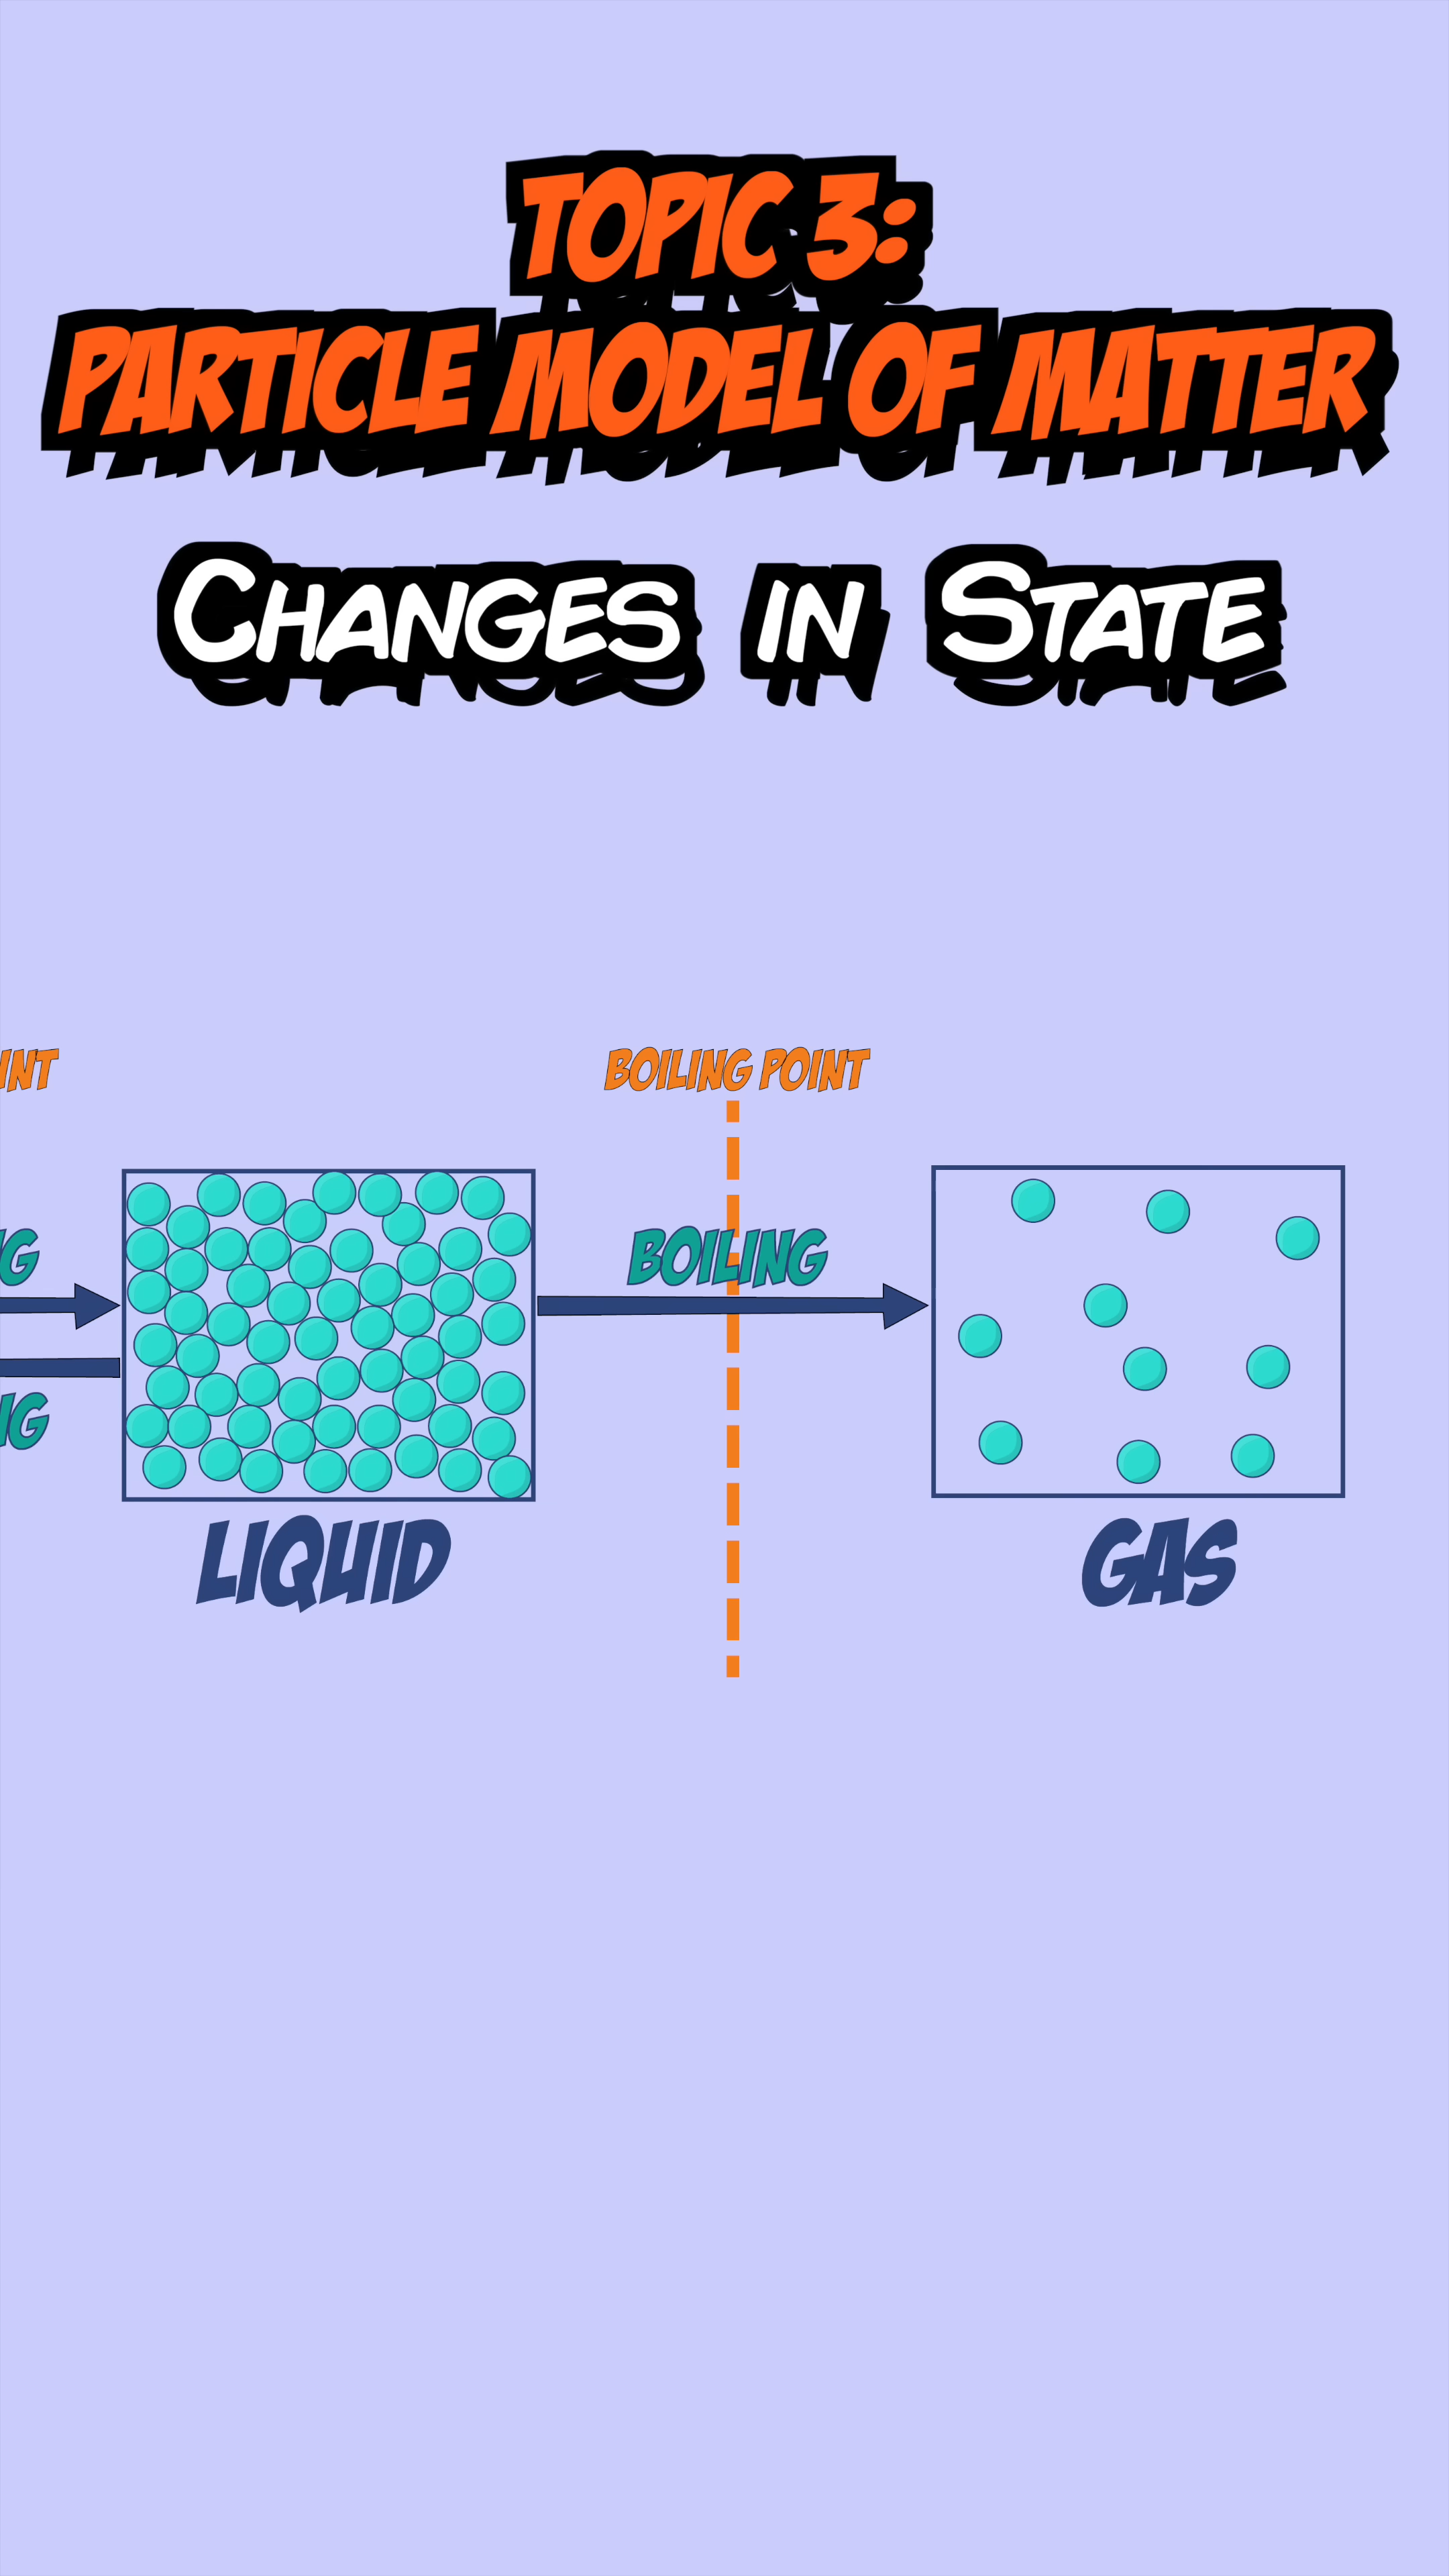 TOPIC 3:
PARTICLE MODEL OF MATTER
CHANGES IN STATE
BOILING POINT
BOILING
LIQUID
GAS